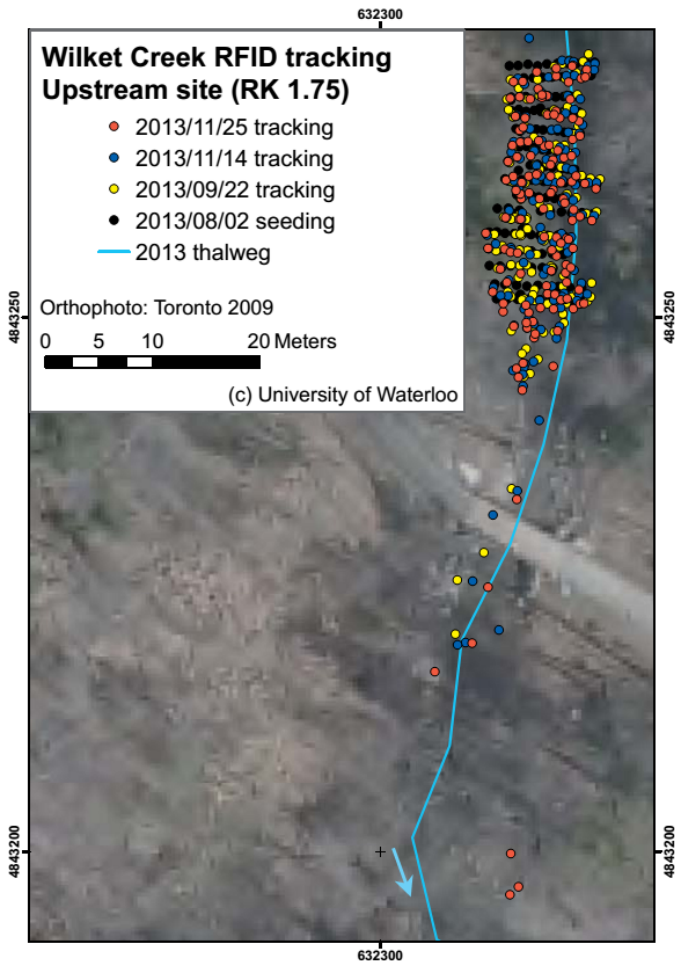 632300
Wilket Creek RFID tracking
Upstream site (RK 1.75)
2013/11/25 tracking
2013/11/14 tracking
2013/09/22 tracking
2013/08/02 seeding
2013 thalweg
Orthophoto: Toronto 2009
0 5 10 20 Meters
(c) University of Waterloo
4843250
4843250
4843200
4843200
632300